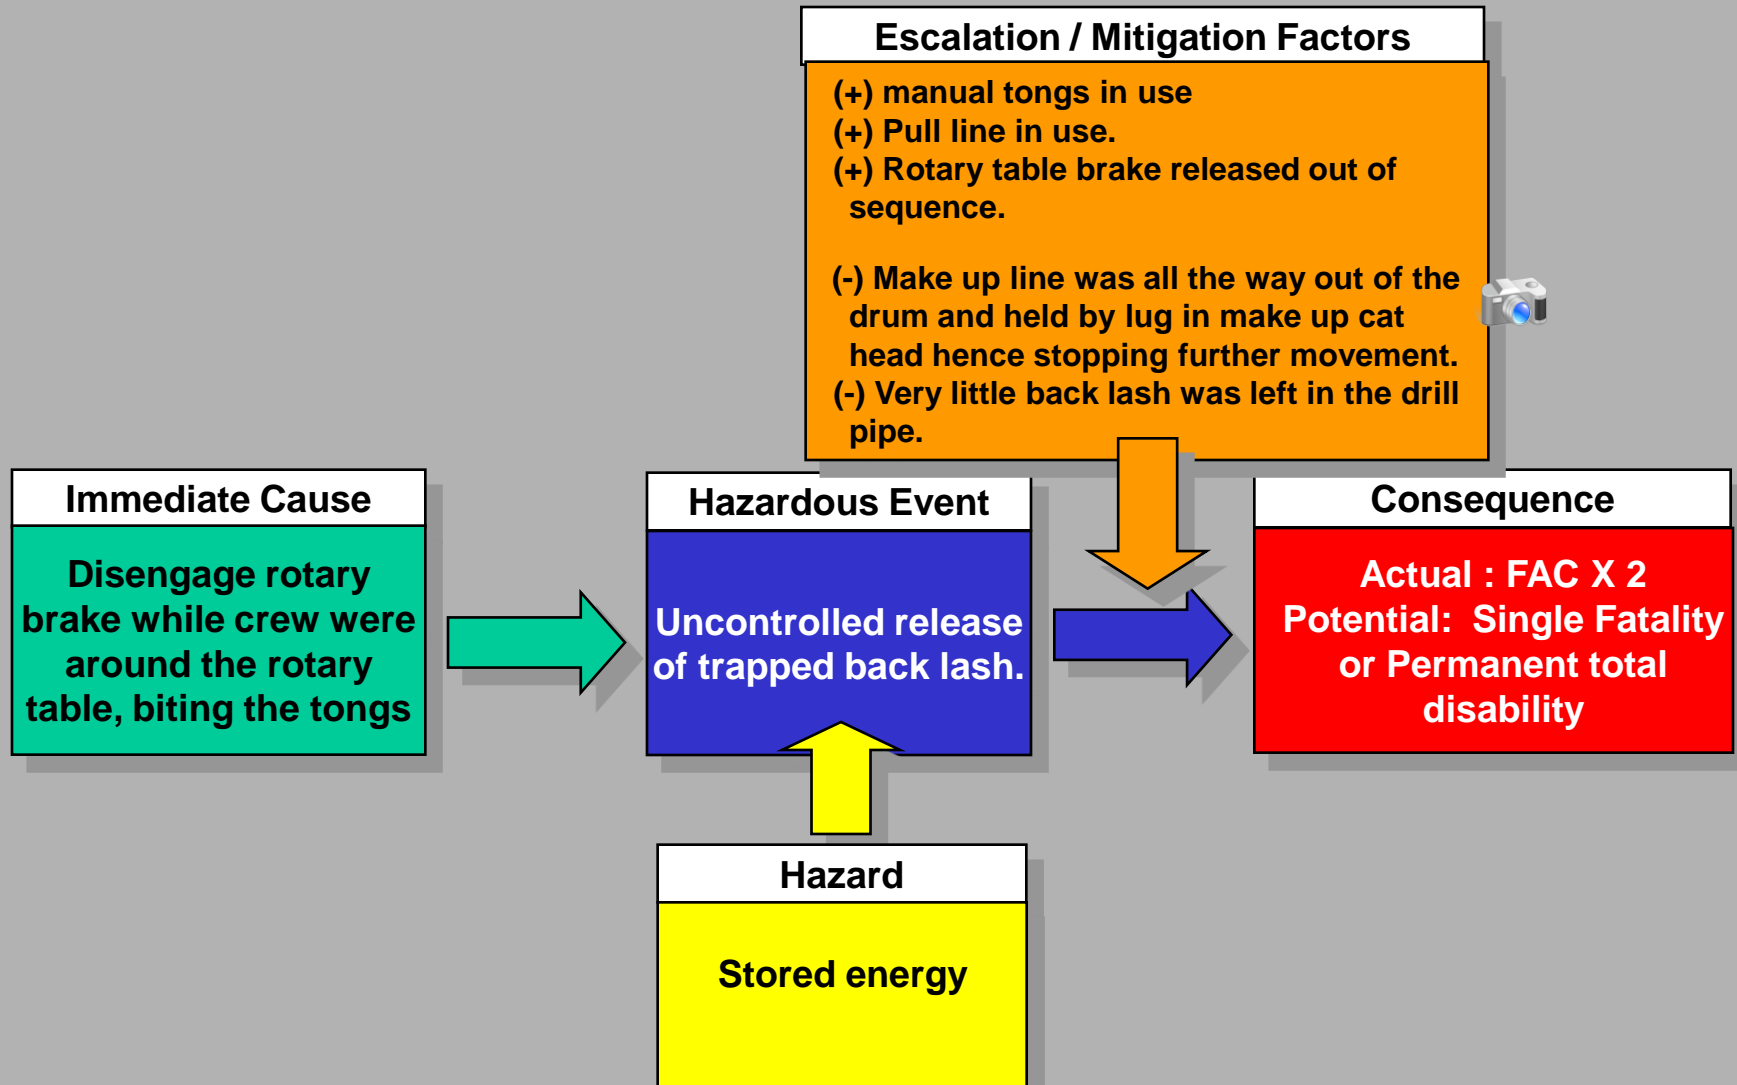 Escalation / Mitigation Factors
(+) manual tongs in use
(+) Pull line in use.
(+) Rotary table brake released out of
sequence.
(-) Make up line was all the way out of the
drum and held by lug in make up cat
head hence stopping further movement.
(-) Very little back lash was left in the drill
pipe.
Immediate Cause
Disengage rotary
brake while crew were
around the rotary
table, biting the tongs
Hazardous Event
Uncontrolled release
of trapped back lash.
Consequence
Actual : FAC X 2
Potential: Single Fatality
or Permanent total
disability
Hazard
Stored energy